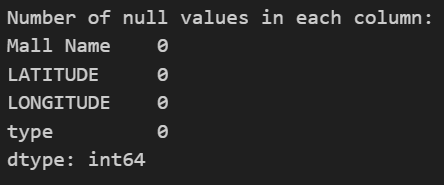 Number of null values in each column:
Mall Name    0
LATITUDE     0
LONGITUDE    0
type         0
dtype: int64